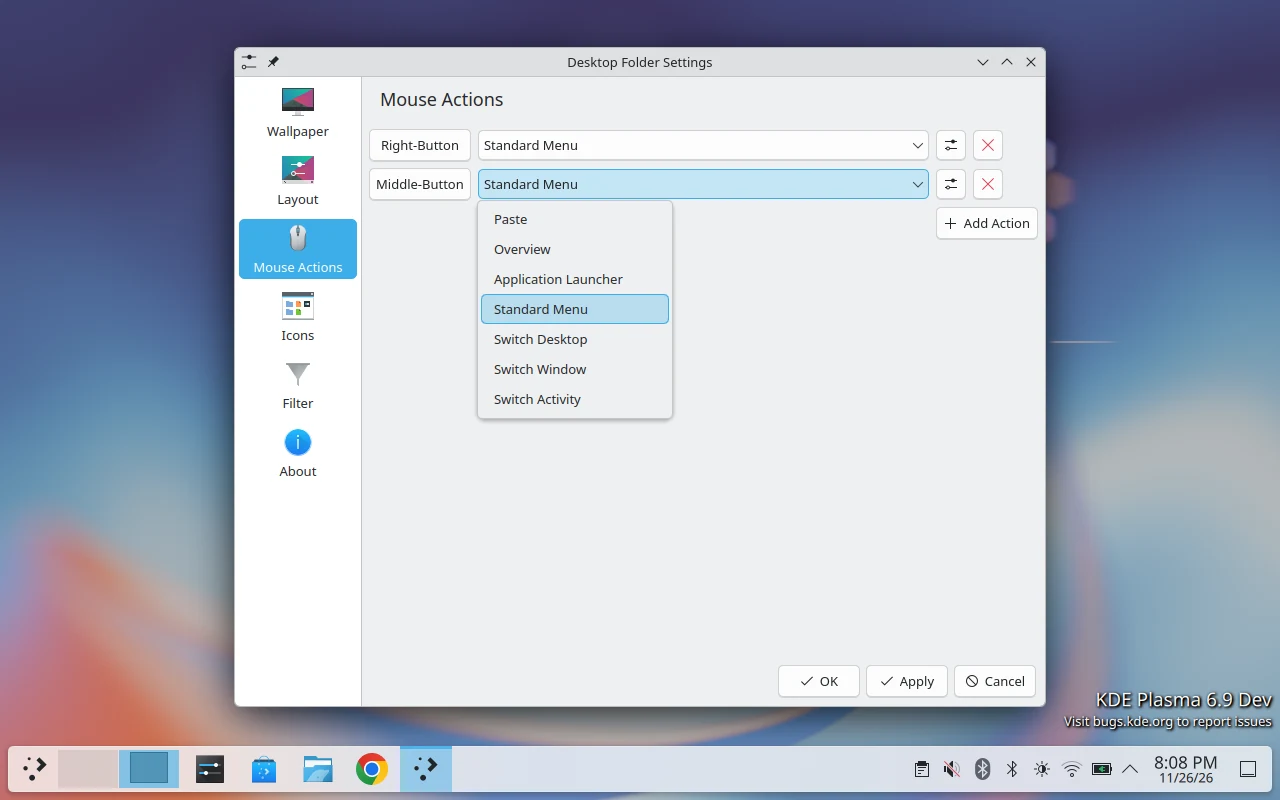 Desktop Folder Settings
Wallpaper
Layout
Mouse Actions
Icons
Filter
About
Mouse Actions
Right-Button
Standard Menu
Middle-Button
Standard Menu
Add Action
Paste
Overview
Application Launcher
Standard Menu
Switch Desktop
Switch Window
Switch Activity
OK
Apply
Cancel
KDE Plasma 6.9 Dev
Visit bugs.kde.org to report issues
8:08 PM
11/26/26